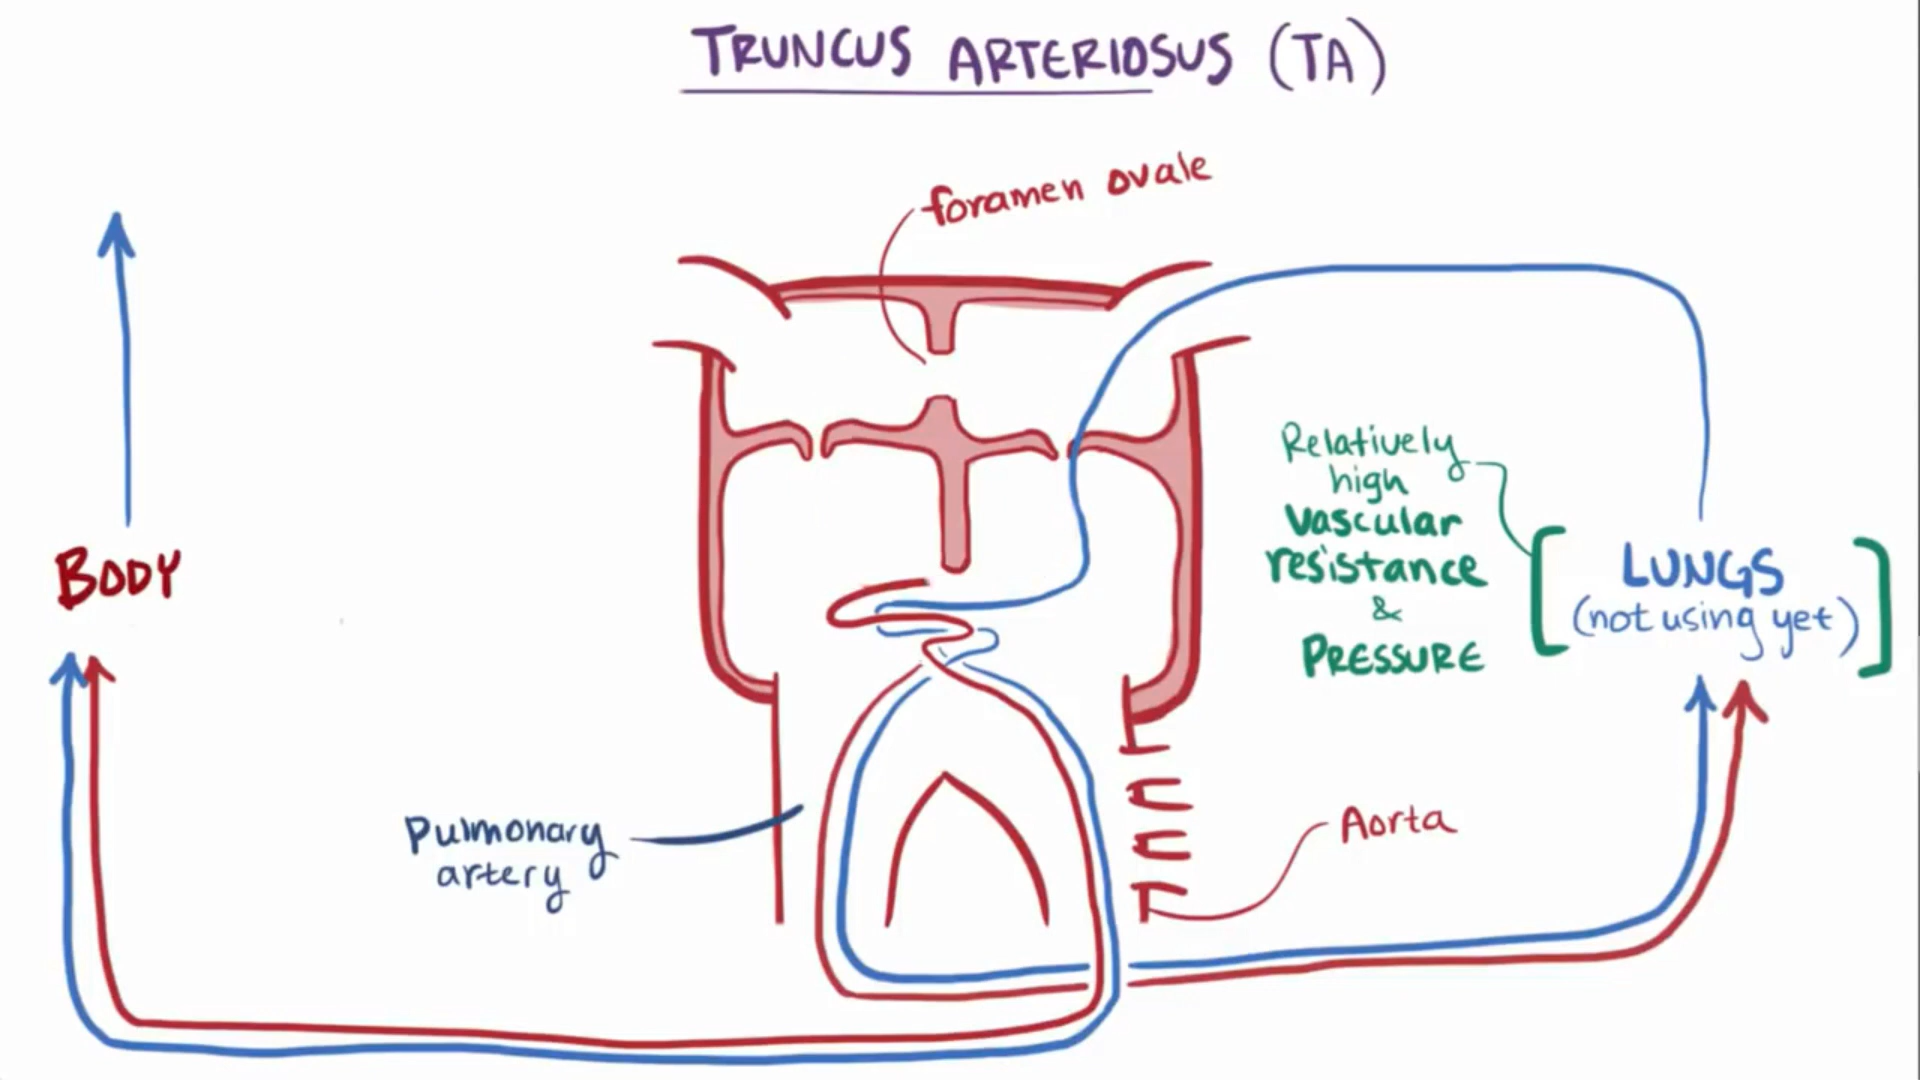 TRUNCUS ARTERIOSUS (TA)
foramen ovale
Relatively
high
Vascular
resistance
&
PRESSURE
BODY
LUNGS
(not using yet)
Pulmonary
artery
Aorta